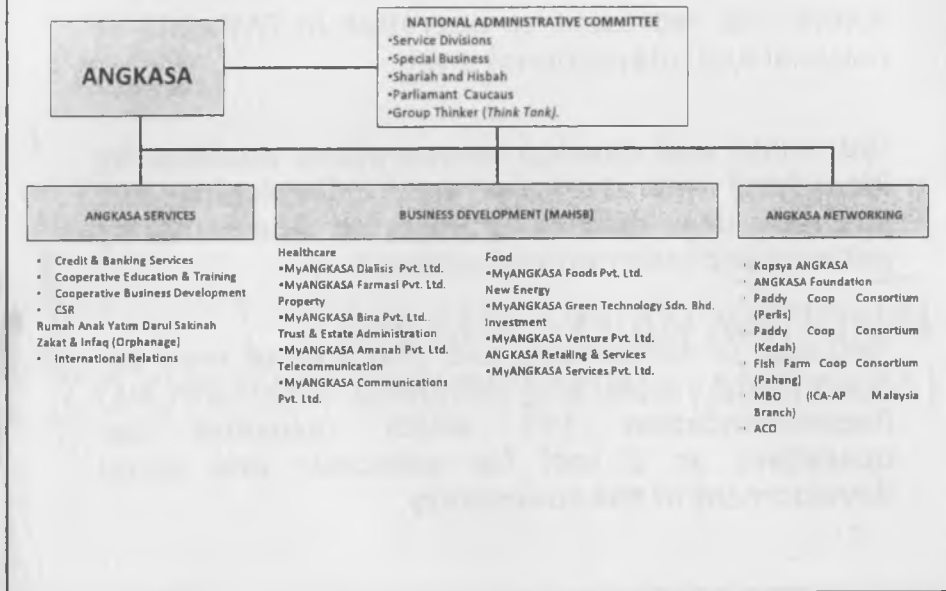 ANGKASA
NATIONAL ADMINISTRATIVE COMMITTEE
•Service Divisions
•Special Business
•Shariah and Hisbah
•Parliamant Caucaus
•Group Thinker (Think Tank).
ANGKASA SERVICES
• Credit & Banking Services
• Cooperative Education & Training
• Cooperative Business Development
• CSR
Rumah Anak Yatim Darul Sakinah
Zakat & Infaq (Orphanage)
• International Relations
BUSINESS DEVELOPMENT [MAHSB]
Healthcare
•MyANGKASA Dialisis Pvt. Ltd.
•MyANGKASA Farmasi Pvt. Ltd.
Property
•MyANGKASA Bina Pvt. Ltd.
Trust & Estate Administration
•MyANGKASA Amanah Pvt. Ltd.
Telecommunication
•MyANGKASA Communications
Pvt. Ltd.
Food
•MyANGKASA Foods Pvt. Ltd.
New Energy
•MyANGKASA Green Technology Sdn. Bhd.
Investment
•MyANGKASA Venture Pvt. Ltd.
ANGKASA Retailing & Services
•MyANGKASA Services Pvt. Ltd.
ANGKASA NETWORKING
· Kopsya ANGKASA
· ANGKASA Foundation
· Paddy Coop Consortium
(Perlis)
· Paddy Coop Consortium
(Kedah)
· Fish Farm Coop Consortium
(Pahang)
· MBO (ICA-AP Malaysia
Branch)
· ACO